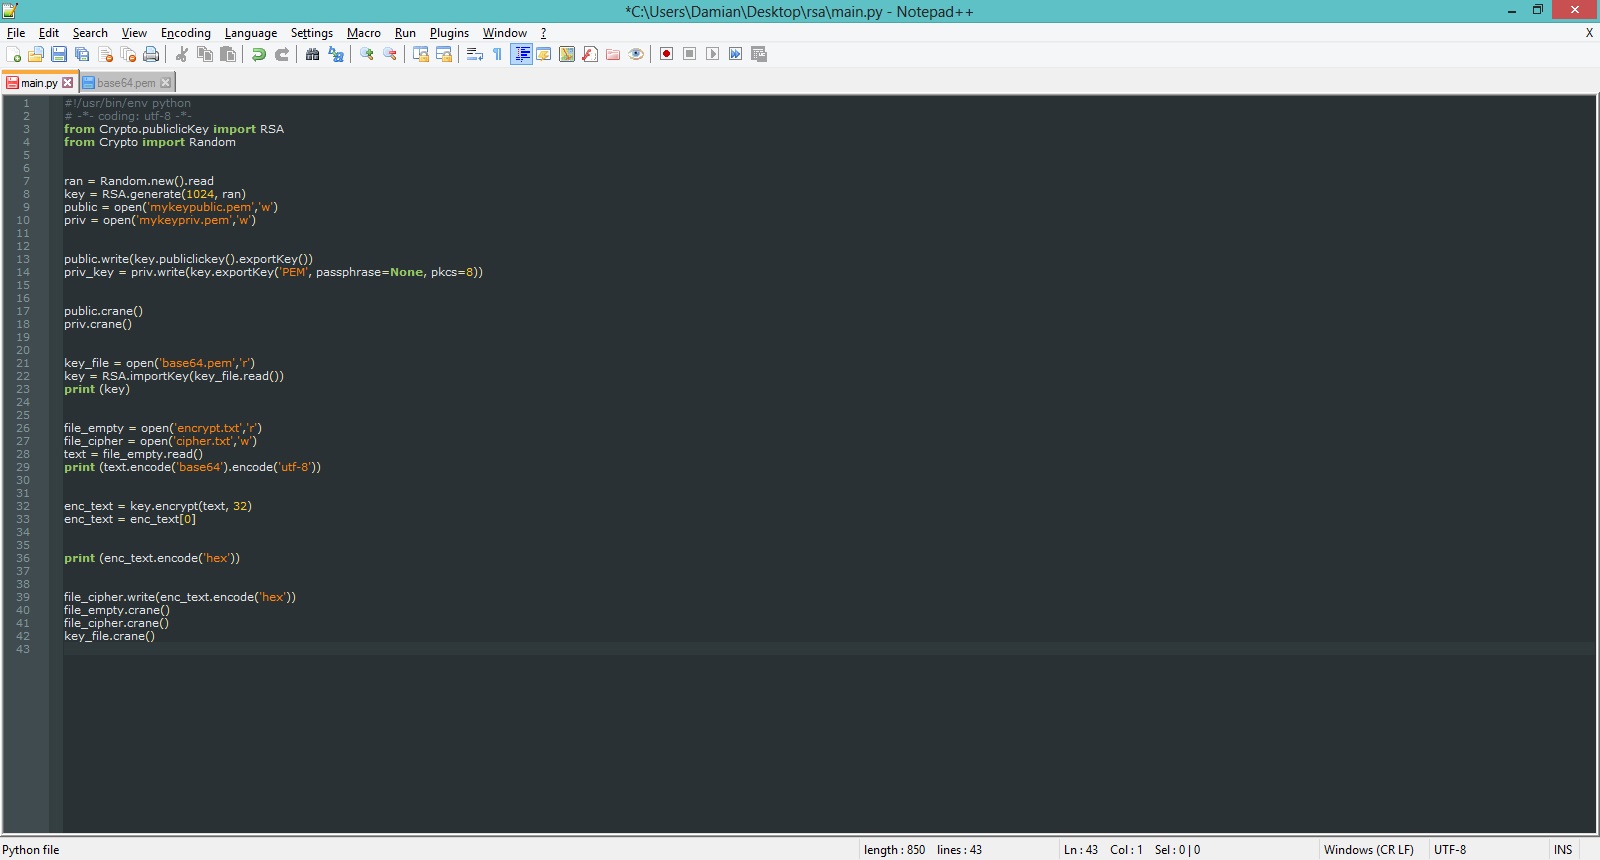 *C:\Users\Damian\Desktop\rsa\main.py - Notepad++
File Edit Search View Encoding Language Settings Macro Run Plugins Window ? X
main.py base64.pem
1 #!/usr/bin/env python
2 # -*- coding: utf-8 -*-
3 from Crypto.publiclicKey import RSA
4 from Crypto import Random
5
6
7 ran = Random.new().read
8 key = RSA.generate(1024, ran)
9 public = open('mykeypublic.pem','w')
10 priv = open('mykeypriv.pem','w')
11
12
13 public.write(key.publiclickey().exportKey())
14 priv_key = priv.write(key.exportKey('PEM', passphrase=None, pkcs=8))
15
16
17 public.crane()
18 priv.crane()
19
20
21 key_file = open('base64.pem','r')
22 key = RSA.importKey(key_file.read())
23 print (key)
24
25
26 file_empty = open('encrypt.txt','r')
27 file_cipher = open('cipher.txt','w')
28 text = file_empty.read()
29 print (text.encode('base64').encode('utf-8'))
30
31
32 enc_text = key.encrypt(text, 32)
33 enc_text = enc_text[0]
34
35
36 print (enc_text.encode('hex'))
37
38
39 file_cipher.write(enc_text.encode('hex'))
40 file_empty.crane()
41 file_cipher.crane()
42 key_file.crane()
43
Python file length : 850 lines : 43 Ln : 43 Col : 1 Sel : 0 | 0 Windows (CR LF) UTF-8 INS